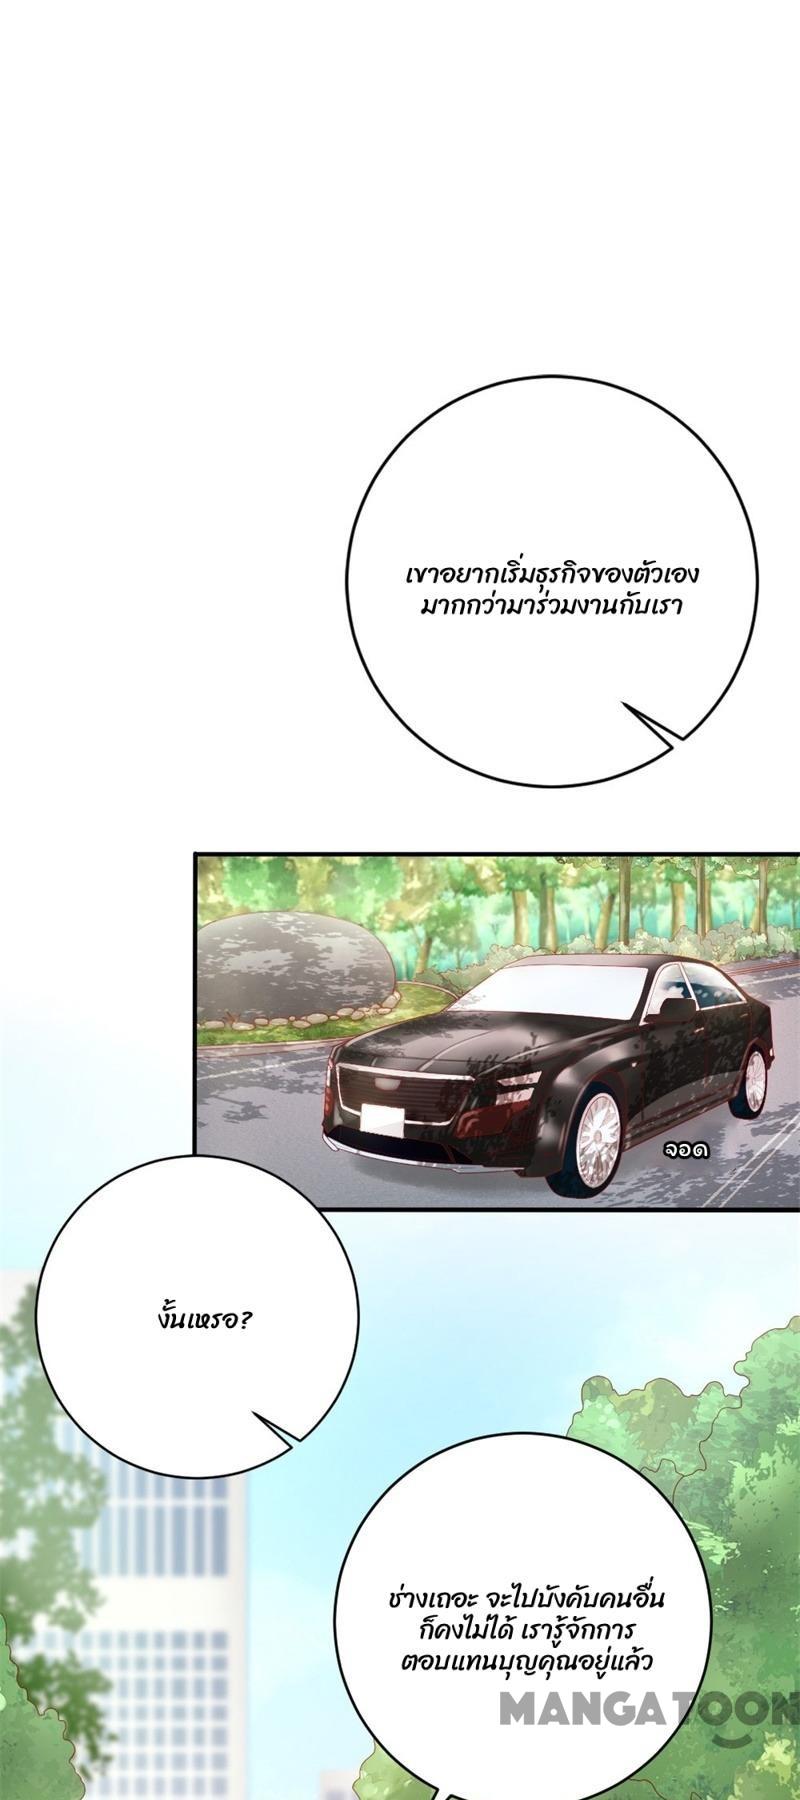 เขาอยากเริ่มธุรกิจของตัวเอง
มากกว่ามาร่วมงานกับเรา
จอด
งั้นเหรอ?
ช่างเถอะ จะไปบังคับคนอื่น
ก็คงไม่ได้ เรารู้จักการ
ตอบแทนบุญคุณอยู่แล้ว
MANGATOON